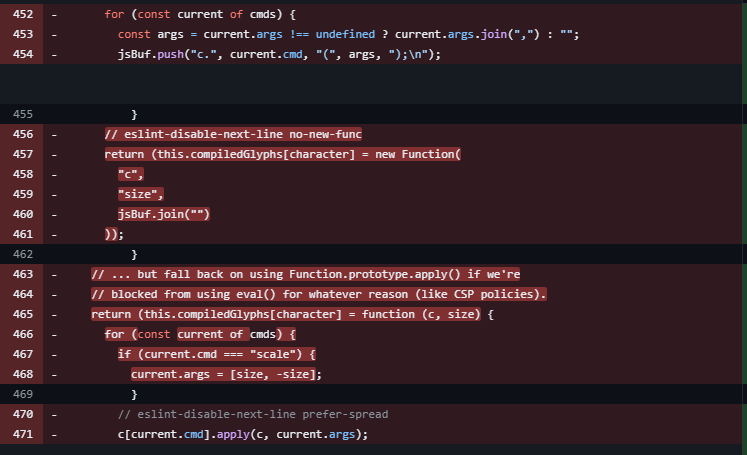 452 - for (const current of cmds) {
453 - const args = current.args !== undefined ? current.args.join(",") : "";
454 - jsBuf.push("c.", current.cmd, "(", args, ");\n");
455 }
456 - // eslint-disable-next-line no-new-func
457 - return (this.compiledGlyphs[character] = new Function(
458 - "c",
459 - "size",
460 - jsBuf.join("")
461 - ));
462 }
463 - // ... but fall back on using Function.prototype.apply() if we're
464 - // blocked from using eval() for whatever reason (like CSP policies).
465 - return (this.compiledGlyphs[character] = function (c, size) {
466 - for (const current of cmds) {
467 - if (current.cmd === "scale") {
468 - current.args = [size, -size];
469 }
470 - // eslint-disable-next-line prefer-spread
471 - c[current.cmd].apply(c, current.args);